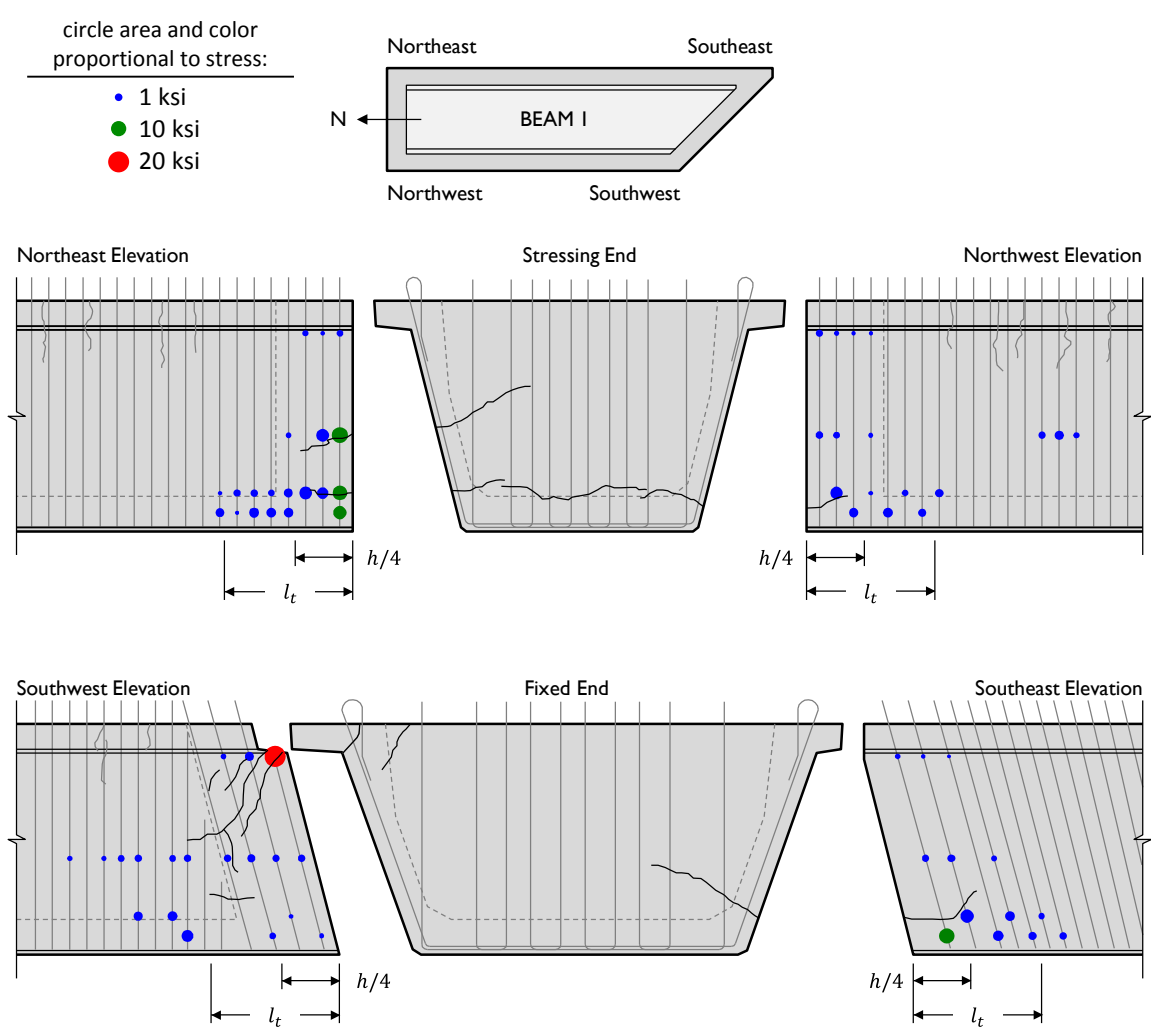 circle area and color
proportional to stress:
1 ksi
10 ksi
20 ksi
Northeast
Southeast
N
BEAM 1
Northwest
Southwest
Northeast Elevation
Stressing End
Northwest Elevation
h/4
l_t
h/4
l_t
Southwest Elevation
Fixed End
Southeast Elevation
h/4
l_t
h/4
l_t